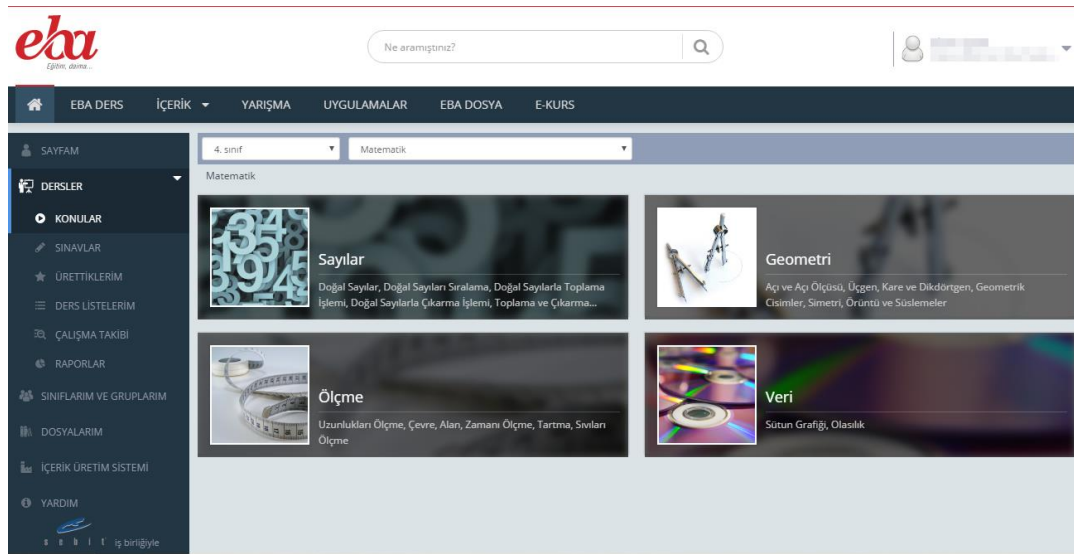 eba
Eğitim, daima...
Ne aramıştınız?
EBA DERS İÇERİK YARIŞMA UYGULAMALAR EBA DOSYA E-KURS
SAYFAM
DERSLER
KONULAR
SINAVLAR
ÜRETTİKLERİM
DERS LİSTELERİM
ÇALIŞMA TAKİBİ
RAPORLAR
SINIFLARIM VE GRUPLARIM
DOSYALARIM
İÇERİK ÜRETİM SİSTEMİ
YARDIM
sebit iş birliğiyle
4. sınıf Matematik
Matematik
Sayılar
Doğal Sayılar, Doğal Sayıları Sıralama, Doğal Sayılarla Toplama
İşlemi, Doğal Sayılarla Çıkarma İşlemi, Toplama ve Çıkarma...
Geometri
Açı ve Açı Ölçüsü, Üçgen, Kare ve Dikdörtgen, Geometrik
Cisimler, Simetri, Örüntü ve Süslemeler
Ölçme
Uzunlukları Ölçme, Çevre, Alan, Zamanı Ölçme, Tartma, Sıvıları
Ölçme
Veri
Sütun Grafiği, Olasılık